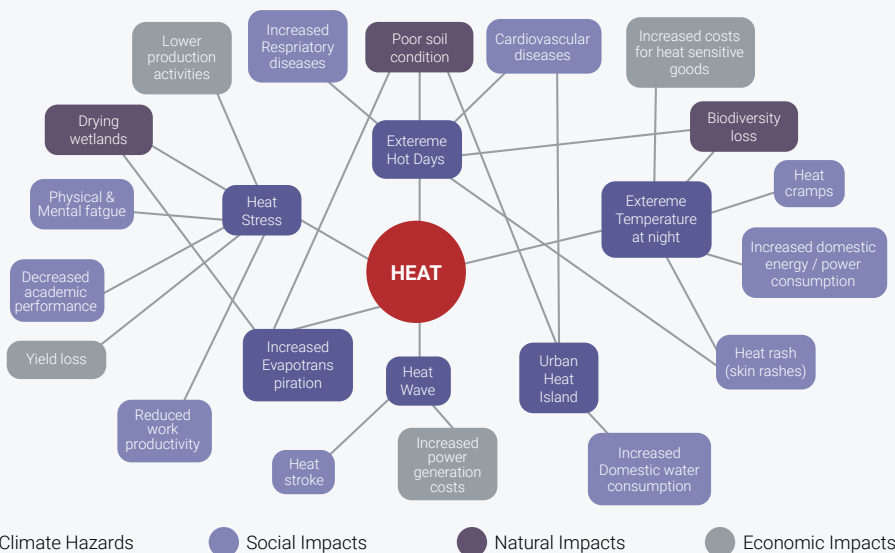 Lower
production
activities
Increased
Respriatory
diseases
Poor soil
condition
Cardiovascular
diseases
Increased costs
for heat sensitive
goods
Drying
wetlands
Extereme
Hot Days
Biodiversity
loss
Physical &
Mental fatgue
Heat
Stress
Extereme
Temperature
at night
Heat
cramps
HEAT
Increased domestic
energy / power
consumption
Decreased
academic
performance
Yield loss
Increased
Evapotrans
piration
Heat
Wave
Urban
Heat
Island
Heat rash
(skin rashes)
Reduced
work
productivity
Heat
stroke
Increased
power
generation
costs
Increased
Domestic water
consumption
Climate Hazards
Social Impacts
Natural Impacts
Economic Impacts